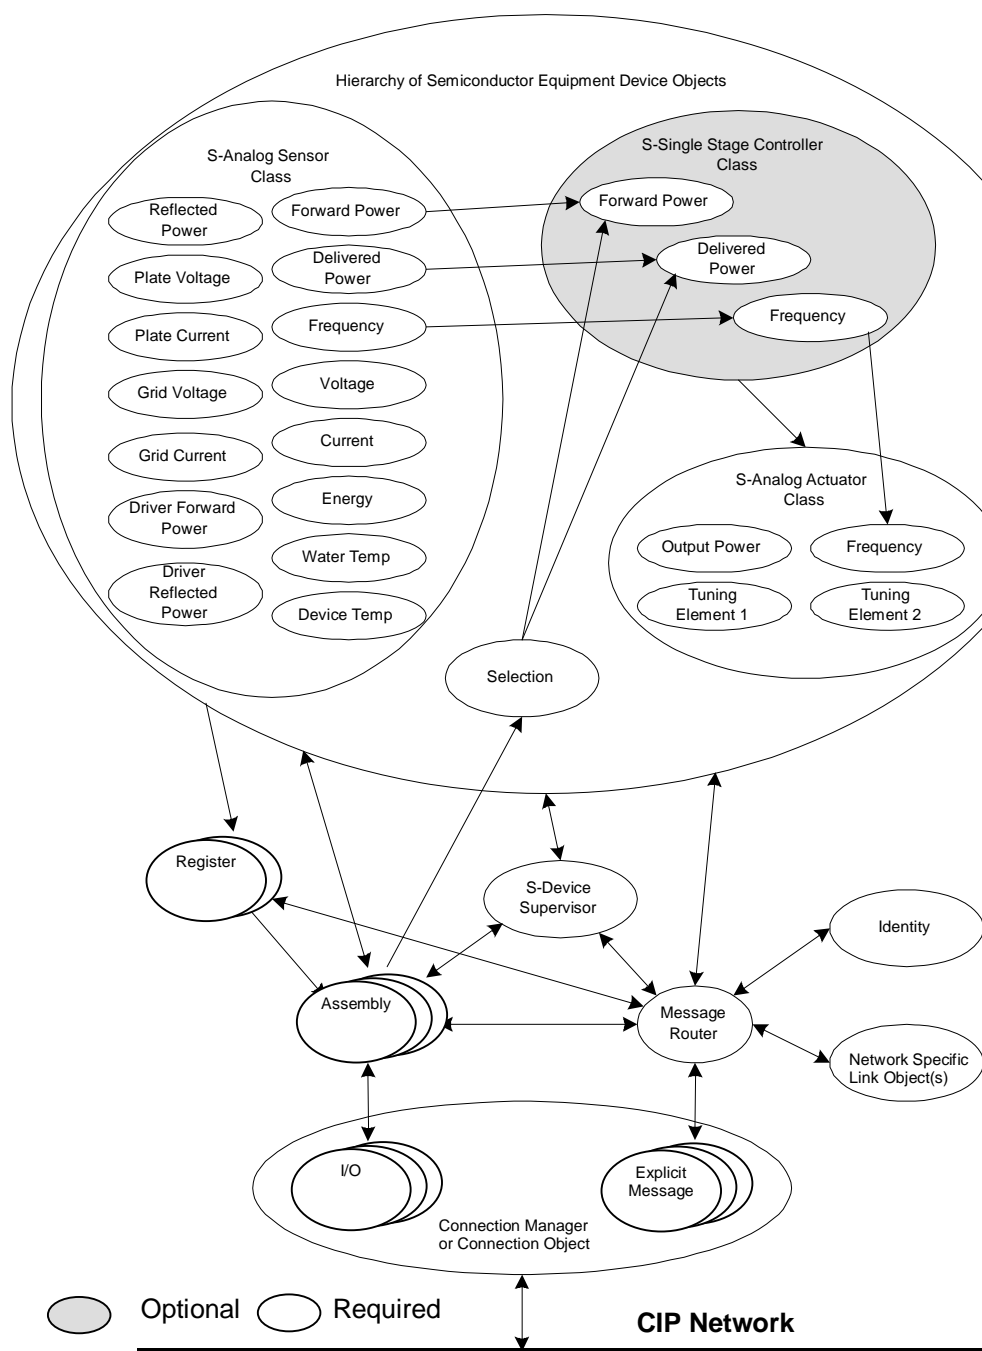 Hierarchy of Semiconductor Equipment Device Objects
S-Analog Sensor
Class
Reflected
Power
Plate Voltage
Plate Current
Grid Voltage
Grid Current
Driver Forward
Power
Driver
Reflected
Power
Forward Power
Delivered
Power
Frequency
Voltage
Current
Energy
Water Temp
Device Temp
S-Single Stage Controller
Class
Forward Power
Delivered
Power
Frequency
S-Analog Actuator
Class
Output Power
Frequency
Tuning
Element 1
Tuning
Element 2
Selection
Register
S-Device
Supervisor
Identity
Assembly
Message
Router
Network Specific
Link Object(s)
I/O
Explicit
Message
Connection Manager
or Connection Object
Optional
Required
CIP Network